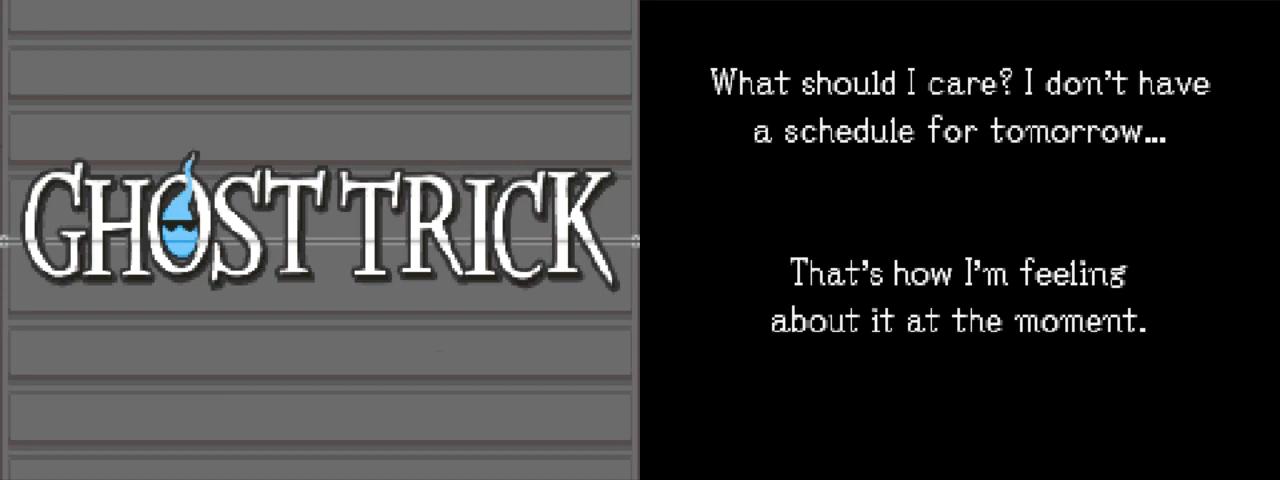 GHOST TRICK
What should I care? I don't have
a schedule for tomorrow...
That's how I'm feeling
about it at the moment.